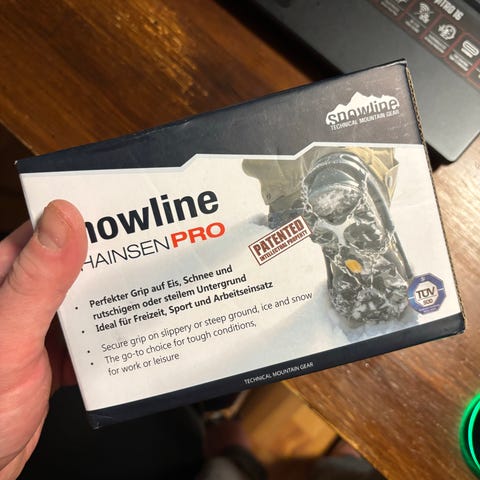 snowline
TECHNICAL MOUNTAIN GEAR
nowline
HAINSENPRO
PATENTED
INTELLECTUAL PROPERTY
• Perfekter Grip auf Eis, Schnee und
rutschigem oder steilem Untergrund
• Ideal für Freizeit, Sport und Arbeitseinsatz
• Secure grip on slippery or steep ground, ice and snow
• The go-to choice for tough conditions,
for work or leisure
TÜV
SÜD
TECHNICAL MOUNTAIN GEAR